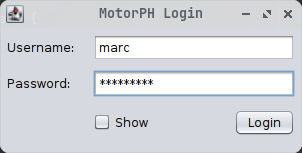 MotorPH Login
Username: marc
Password: *********
Show Login